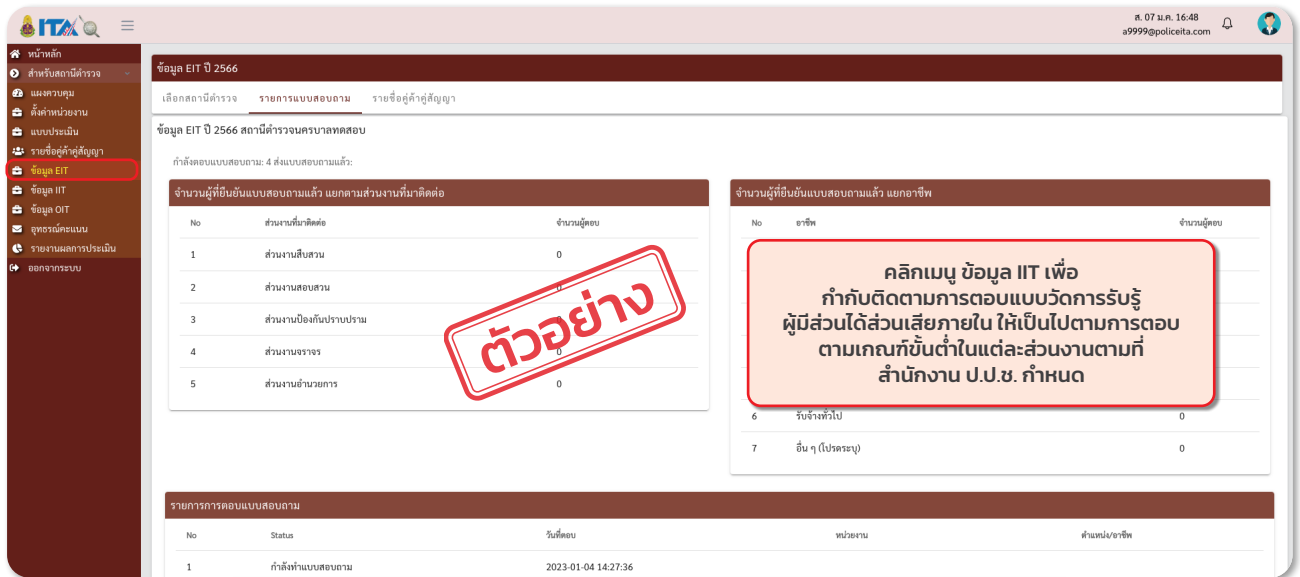 ITA
ส. 07 ม.ค. 16:48
a9999@policeita.com
หน้าหลัก
สำหรับสถานีตำรวจ
แผงควบคุม
ตั้งค่าหน่วยงาน
แบบประเมิน
รายชื่อคู่ค้าคู่สัญญา
ข้อมูล EIT
ข้อมูล IIT
ข้อมูล OIT
อุทธรณ์คะแนน
รายงานผลการประเมิน
ออกจากระบบ
ข้อมูล EIT ปี 2566
เลือกสถานีตำรวจ รายการแบบสอบถาม รายชื่อคู่ค้าคู่สัญญา
ข้อมูล EIT ปี 2566 สถานีตำรวจนครบาลทดสอบ
กำลังตอบแบบสอบถาม: 4 ส่งแบบสอบถามแล้ว:
จำนวนผู้ที่ยืนยันแบบสอบถามแล้ว แยกตามส่วนงานที่มาติดต่อ
No ส่วนงานที่มาติดต่อ จำนวนผู้ตอบ
1 ส่วนงานสืบสวน 0
2 ส่วนงานสอบสวน 0
3 ส่วนงานป้องกันปราบปราม
4 ส่วนงานจราจร 0
5 ส่วนงานอำนวยการ 0
ตัวอย่าง
จำนวนผู้ที่ยืนยันแบบสอบถามแล้ว แยกอาชีพ
No อาชีพ จำนวนผู้ตอบ
คลิกเมนู ข้อมูล IIT เพื่อ
กำกับติดตามการตอบแบบวัดการรับรู้
ผู้มีส่วนได้ส่วนเสียภายใน ให้เป็นไปตามการตอบ
ตามเกณฑ์ขั้นต่ำในแต่ละส่วนงานตามที่
สำนักงาน ป.ป.ช. กำหนด
6 รับจ้างทั่วไป 0
7 อื่น ๆ (โปรดระบุ) 0
รายการการตอบแบบสอบถาม
No Status วันที่ตอบ หน่วยงาน ตำแหน่ง/อาชีพ
1 กำลังทำแบบสอบถาม 2023-01-04 14:27:36